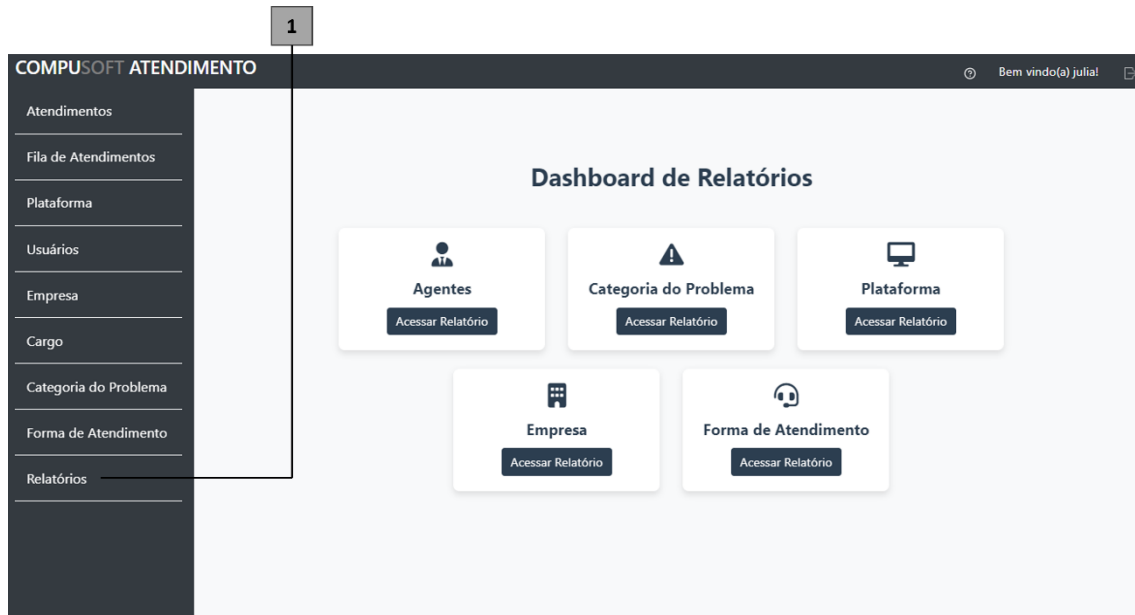 1
COMPUSOFT ATENDIMENTO
Bem vindo(a) julia!
Atendimentos
Fila de Atendimentos
Plataforma
Usuários
Empresa
Cargo
Categoria do Problema
Forma de Atendimento
Relatórios
Dashboard de Relatórios
Agentes
Acessar Relatório
Categoria do Problema
Acessar Relatório
Plataforma
Acessar Relatório
Empresa
Acessar Relatório
Forma de Atendimento
Acessar Relatório